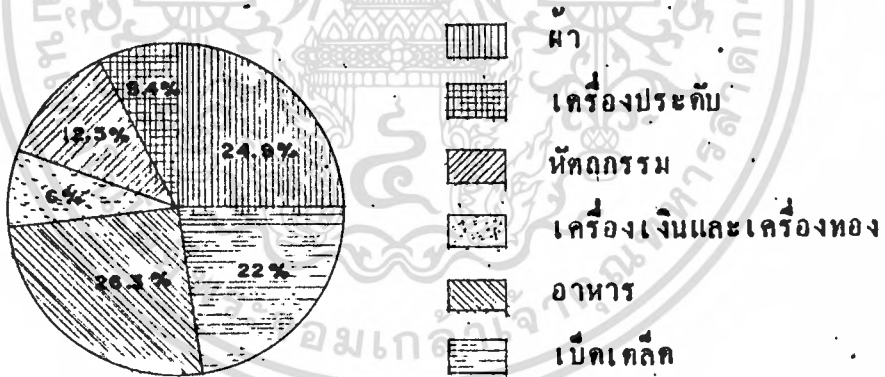 ผ้า
8.4%
เครื่องประดับ
12.5%
24.9%
หัตถกรรม
6%
เครื่องเงินและเครื่องทอง
26.3%
22%
อาหาร
เบ็ดเตล็ด